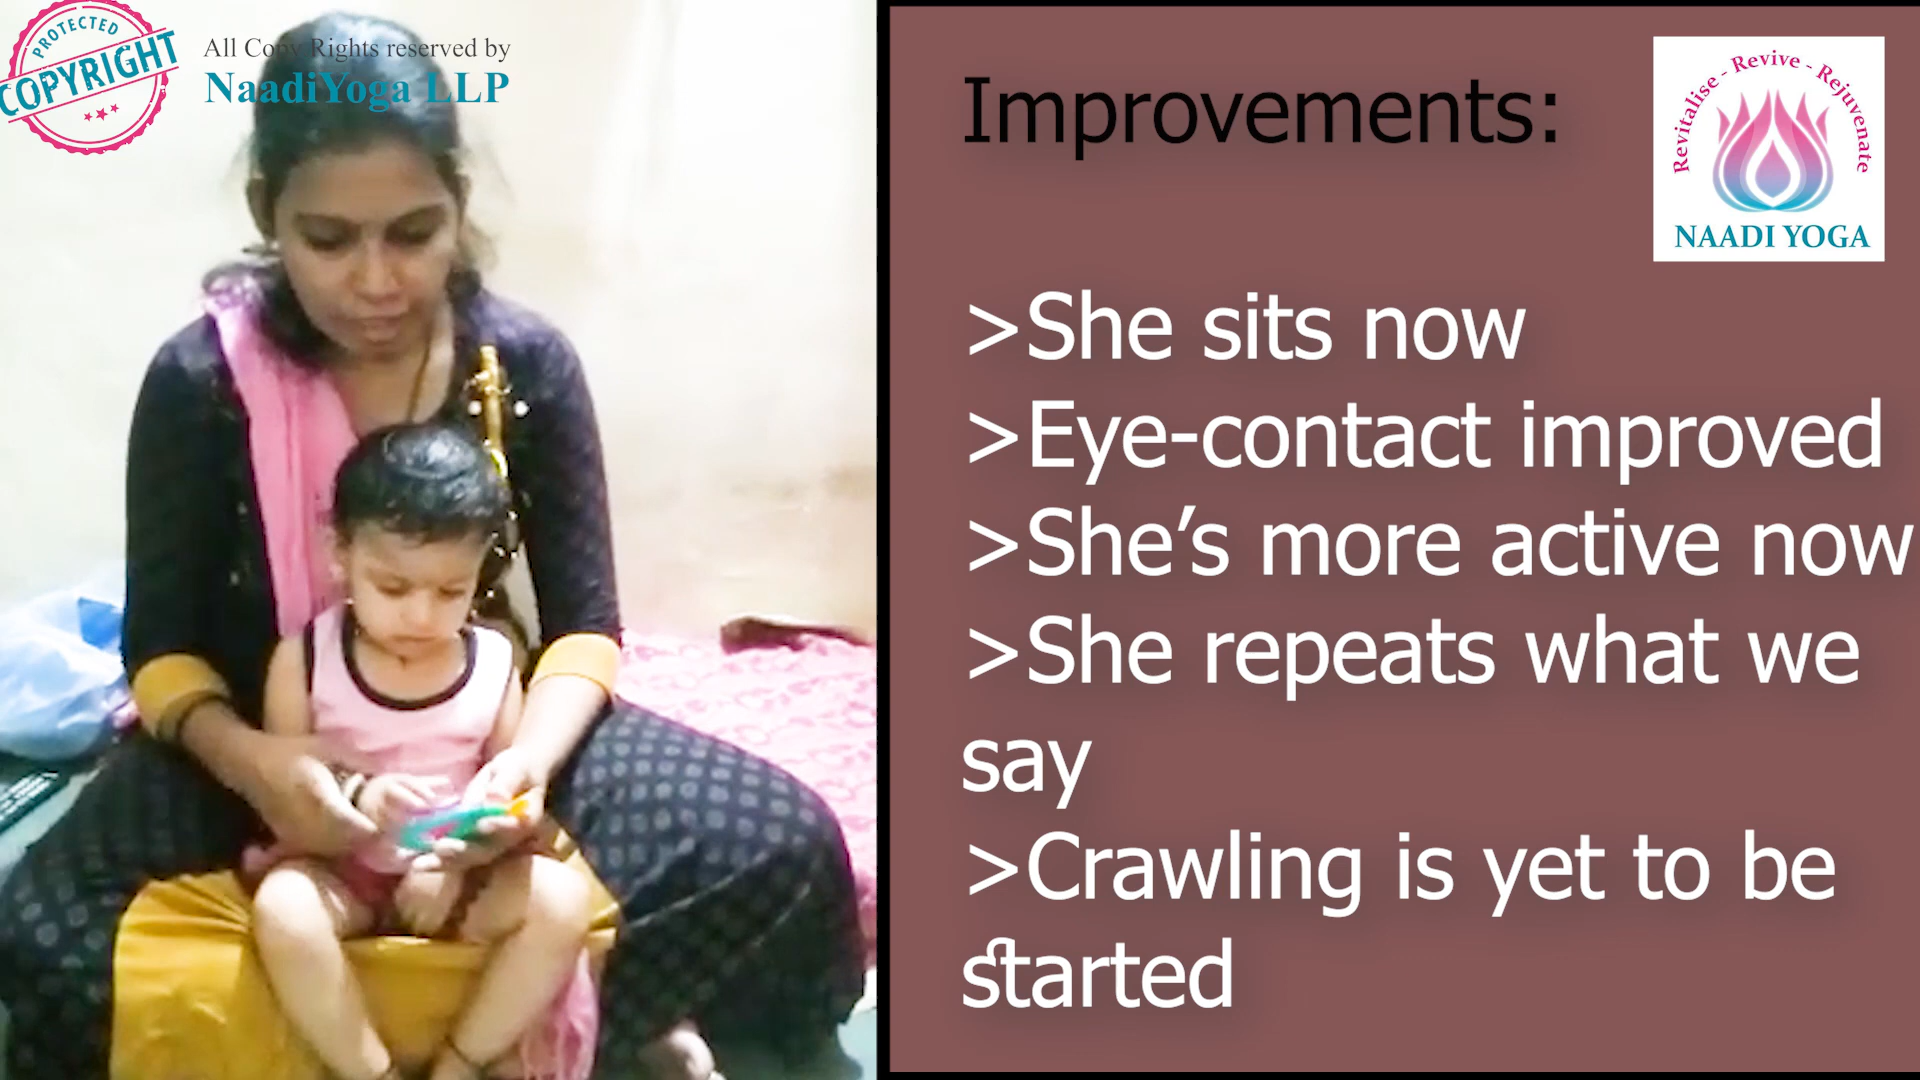 PROTECTED
COPYRIGHT
All Copy Rights reserved by
NaadiYoga LLP
Improvements:
Revitalise - Revive - Rejuvenate
NAADI YOGA
>She sits now
>Eye-contact improved
>She’s more active now
>She repeats what we
say
>Crawling is yet to be
started